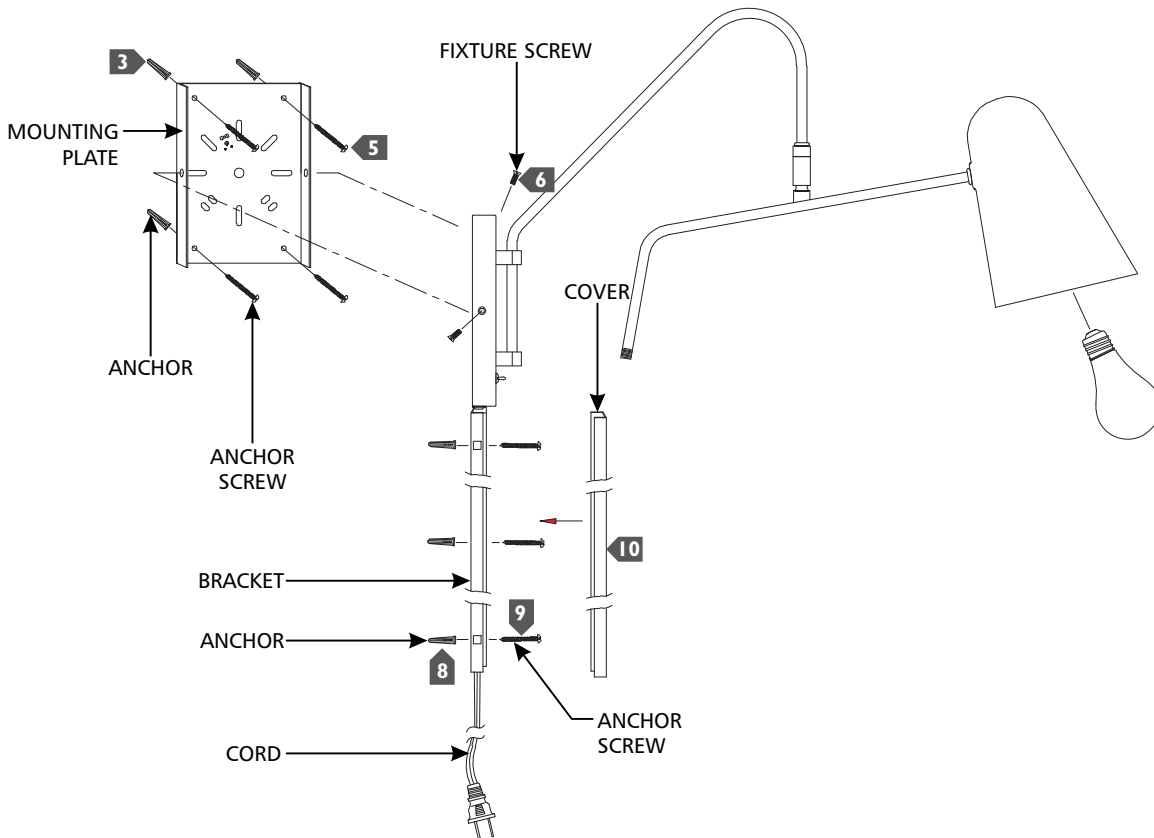 FIXTURE SCREW
3
MOUNTING
PLATE
5
6
COVER
ANCHOR
ANCHOR
SCREW
10
BRACKET
9
ANCHOR
8
ANCHOR
SCREW
CORD